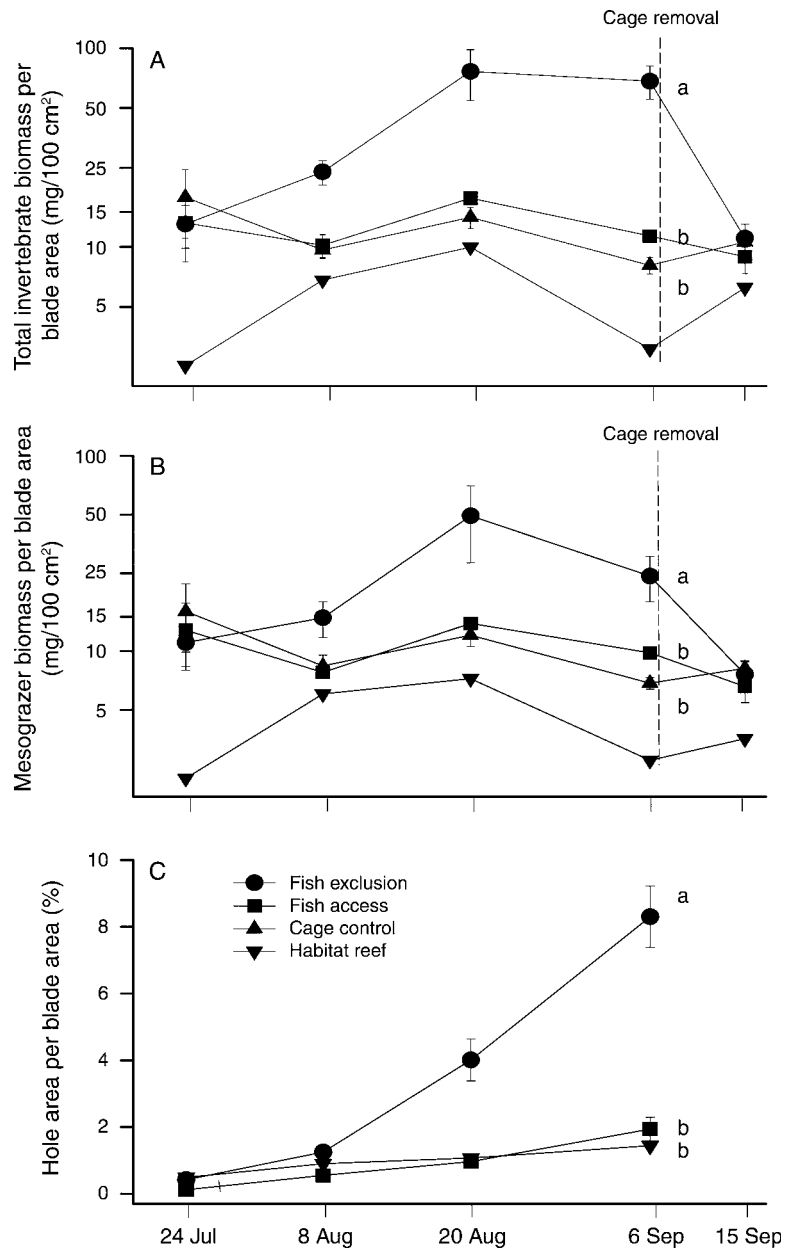 Cage removal
A
Total invertebrate biomass per
blade area (mg/100 cm²)
100
50
25
15
10
5
a
b
b
Cage removal
B
Mesograzer biomass per blade area
(mg/100 cm²)
100
50
25
15
10
5
a
b
b
C
Hole area per blade area (%)
10
8
6
4
2
0
Fish exclusion
Fish access
Cage control
Habitat reef
a
b
b
24 Jul 8 Aug 20 Aug 6 Sep 15 Sep